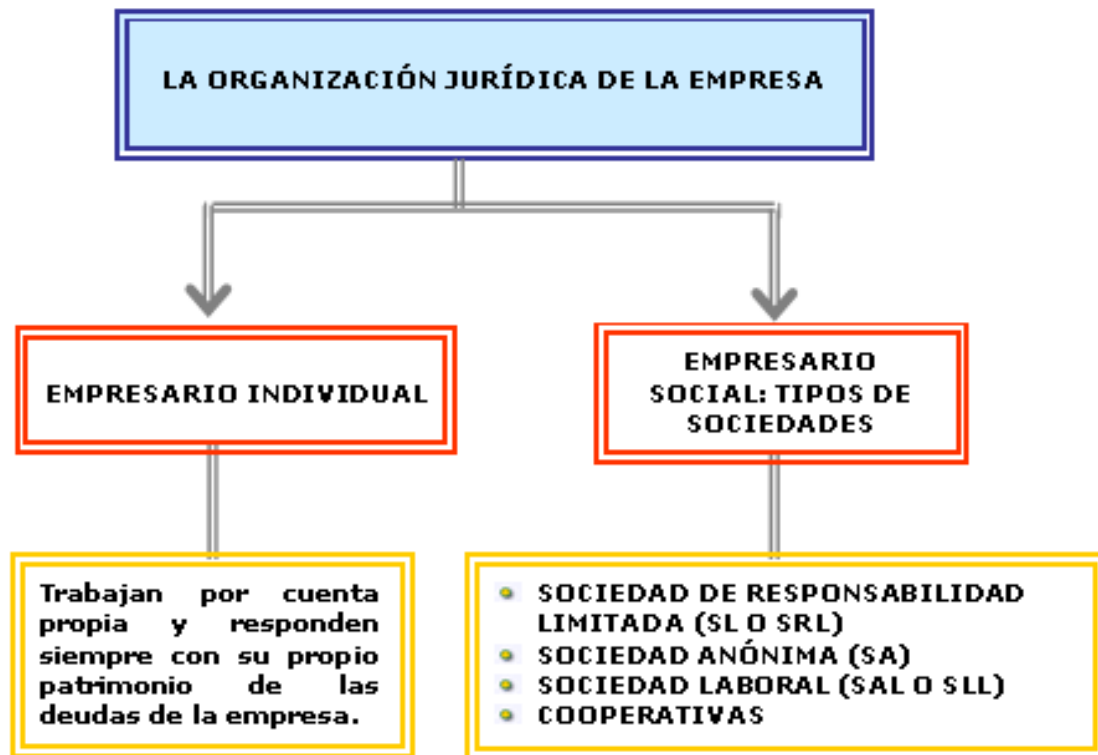 LA ORGANIZACIÓN JURÍDICA DE LA EMPRESA
EMPRESARIO INDIVIDUAL
EMPRESARIO
SOCIAL: TIPOS DE
SOCIEDADES
Trabajan por cuenta
propia y responden
siempre con su propio
patrimonio de las
deudas de la empresa.
SOCIEDAD DE RESPONSABILIDAD
LIMITADA (SL O SRL)
SOCIEDAD ANÓNIMA (SA)
SOCIEDAD LABORAL (SAL O SLL)
COOPERATIVAS